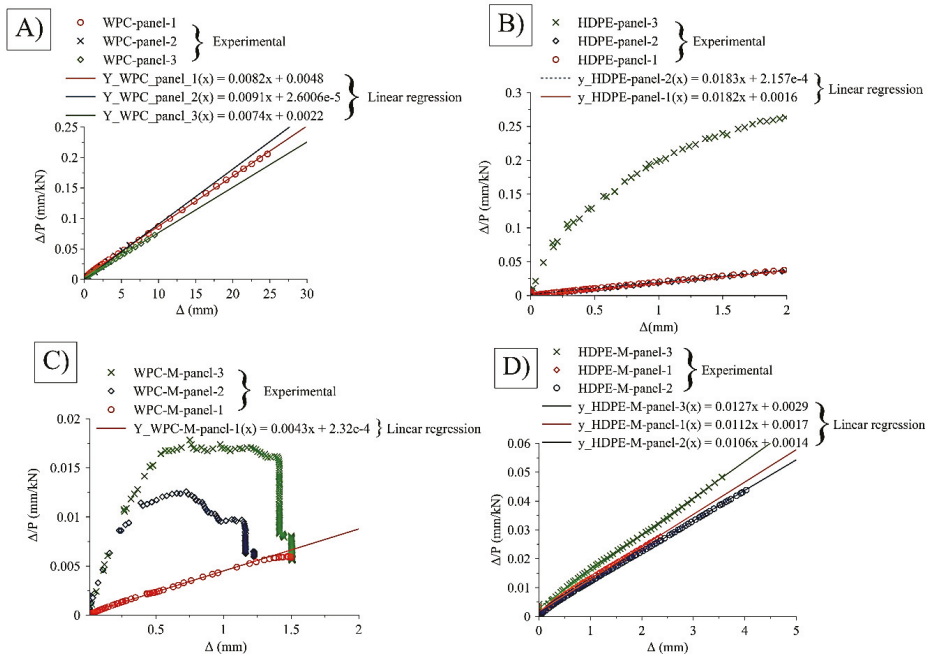 A)
WPC-panel-1
WPC-panel-2
WPC-panel-3
Experimental
Y_WPC_panel_1(x) = 0.0082x + 0.0048
Y_WPC_panel_2(x) = 0.0091x + 2.6006e-5
Y_WPC_pancl_3(x) = 0.0074x + 0.0022
Linear regression
0.25
0.2
0.15
0.1
0.05
0
Δ/P (mm/kN)
0 5 10 15 20 25 30
Δ (mm)
B)
HDPE-panel-3
HDPE-panel-2
HDPE-pancl-1
Experimental
y_HDPE-panel-2(x) = 0.0183x + 2.157e-4
y_HDPE-panel-1(x) = 0.0182x + 0.0016
Linear regression
0.3
0.25
0.2
0.15
0.1
0.05
0
Δ/P (mm/kN)
0 0.5 1.0 1.5 2
Δ(mm)
C)
WPC-M-pancl-3
WPC-M-panel-2
WPC-M-pancl-1
Experimental
Y_WPC-M-panel-1(x) = 0.0043x + 2.32c-4
Linear regression
0.02
0.015
0.01
0.005
0
Δ/P (mm/kN)
0.5 1 1.5 2
Δ (mm)
D)
HDPE-M-panel-3
HDPE-M-panel-1
HDPE-M-pancl-2
Experimental
y_HDPE-M-panel-3(x) = 0.0127x + 0.0029
y_HDPE-M-panel-1(x) = 0.0112x + 0.0017
y_HDPE-M-panel-2(x) = 0.0106x + 0.0014
Linear regression
0.06
0.05
0.04
0.03
0.02
0.01
0
Δ/P (mm/kN)
0 1 2 3 4 5
Δ (mm)